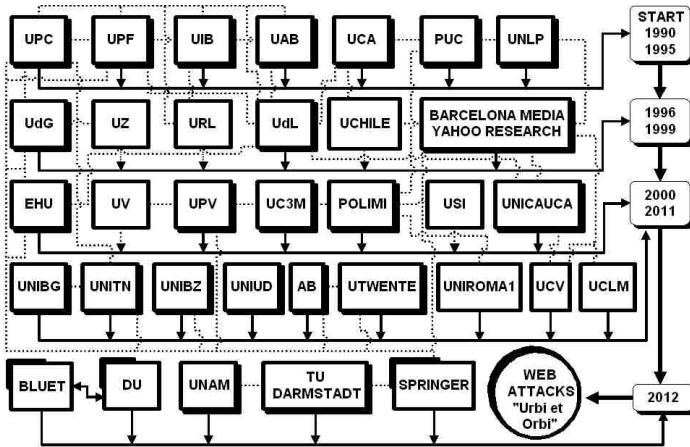 UPC
UPF
UIB
UAB
UCA
PUC
UNLP
START
1990
1995
UdG
UZ
URL
UdL
UCHILE
BARCELONA MEDIA
YAHOO RESEARCH
1996
1999
EHU
UV
UPV
UC3M
POLIMI
USI
UNICAUCA
2000
2011
UNIBG
UNITN
UNIBZ
UNIUD
AB
UTWENTE
UNIROMA1
UCV
UCLM
BLUET
DU
UNAM
TU
DARMSTADT
SPRINGER
WEB
ATTACKS
"Urbi et
Orbi"
2012